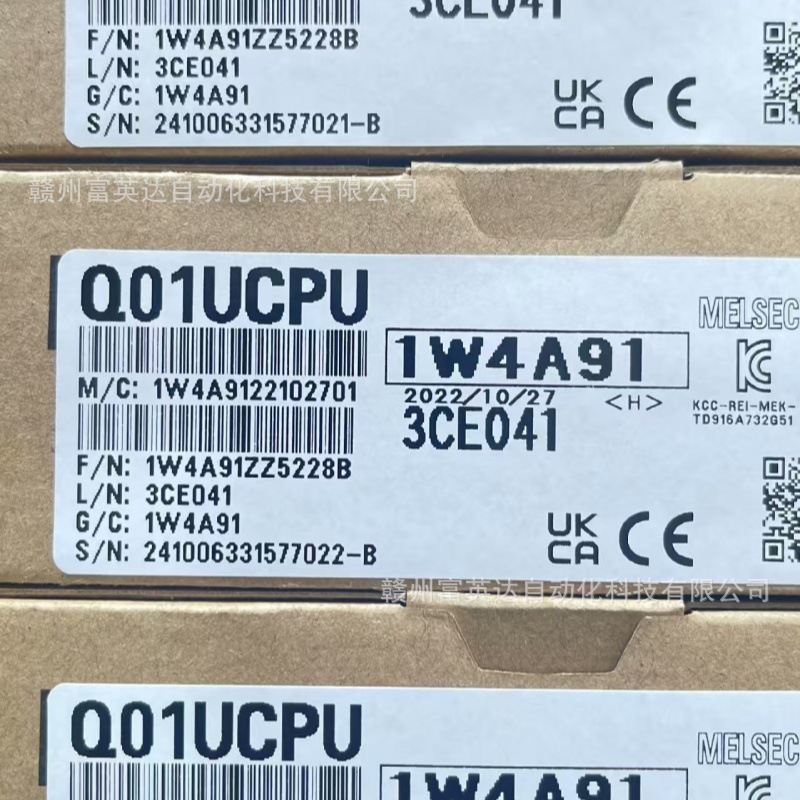 3CE041
F/N: 1W4A91ZZ5228B
L/N: 3CE041
G/C: 1W4A91
S/N: 241006331577021-B
UK
CA CE
赣州富英达自动化科技有限公司
Q01UCPU
MELSEC
1W4A91
M/C: 1W4A9122102701
2022/10/27
<H>
KCC-REI-MEK-
TD916A732G51
3CE041
F/N: 1W4A91ZZ5228B
L/N: 3CE041
G/C: 1W4A91
S/N: 241006331577022-B
UK
CA CE
赣州富英达自动化科技有限公司
Q01UCPU
MELSEC
1W4A91